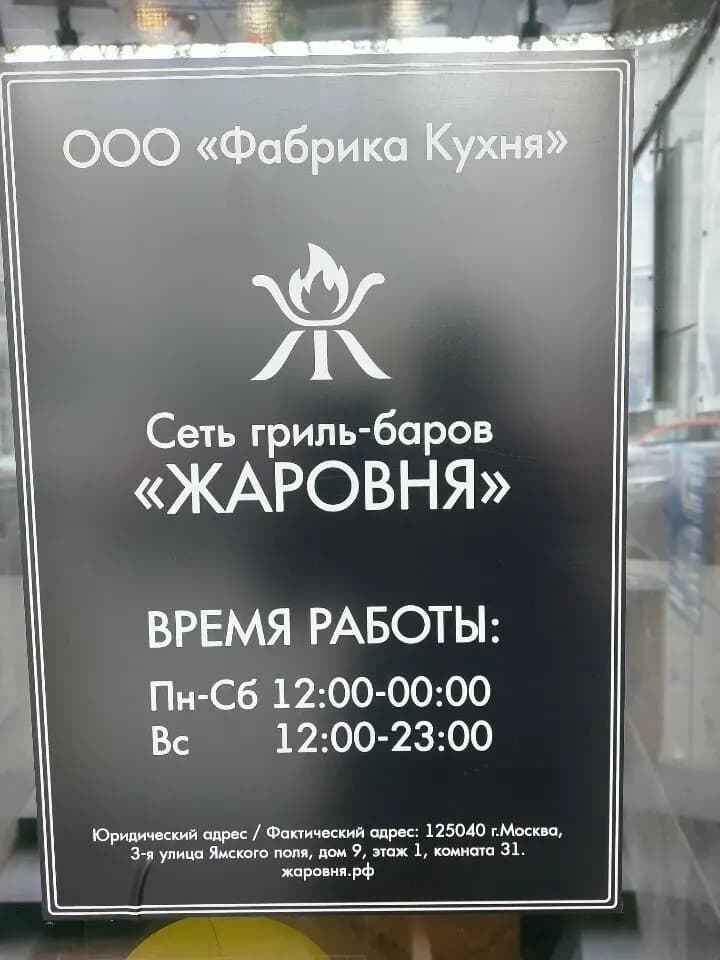 ООО «Фабрика Кухня»
Сеть гриль-баров
«ЖАРОВНЯ»
ВРЕМЯ РАБОТЫ:
Пн-Сб 12:00-00:00
Вс 12:00-23:00
Юридический адрес / Фактический адрес: 125040 г.Москва,
3-я улица Ямского поля, дом 9, этаж 1, комната 31.
жаровня.рф